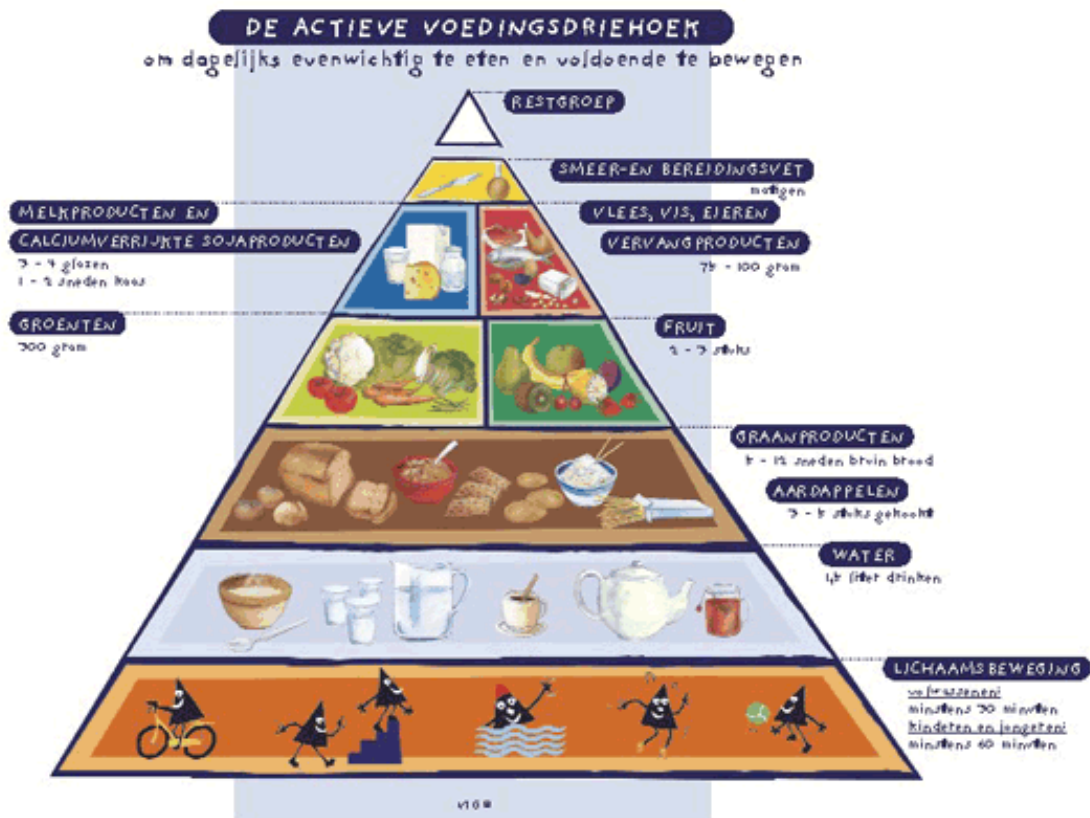 DE ACTIEVE VOEDINGSDRIEHOEK
om dagelijks evenwichtig te eten en voldoende te bewegen
RESTGROEP
SMEER-EN BEREIDINGSVET
matigen
MELKPRODUCTEN EN
CALCIUMVERRIJKTE SOJAPRODUCTEN
3 - 4 glazen
1 - 2 sneden kaas
VLEES, VIS, EIEREN
VERVANGPRODUCTEN
75 - 100 gram
GROENTEN
300 gram
FRUIT
2 - 3 stuks
GRAANPRODUCTEN
5 - 12 sneden bruin brood
AARDAPPELEN
3 - 5 stuks gekookt
WATER
liter drinken
LICHAAMSBEWEGING
volwassenen:
minstens 30 minuten
kinderen en jongeren:
minstens 60 minuten
VIG